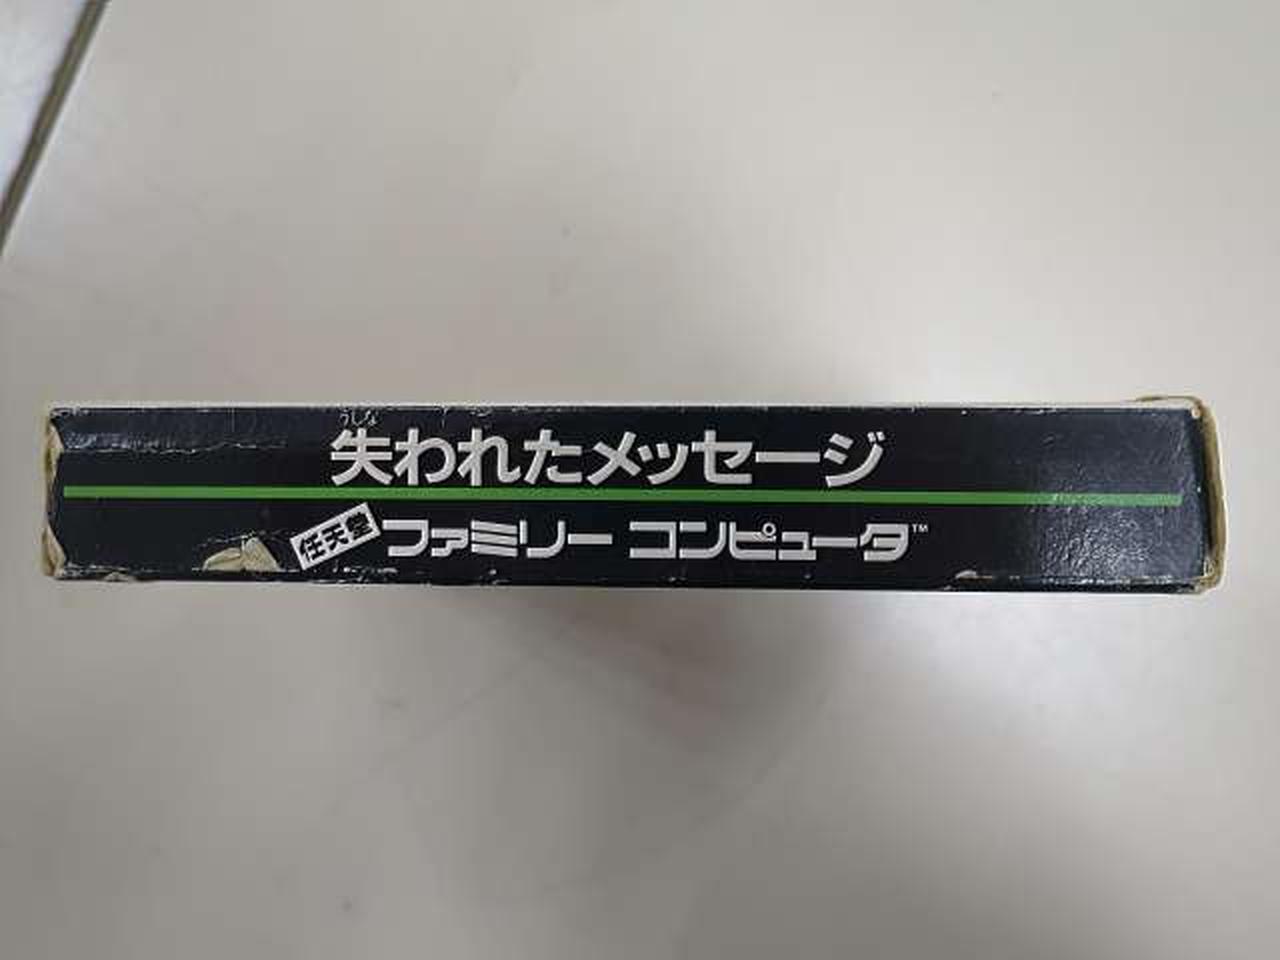 うしな
失われたメッセージ
任天堂 ファミリー コンピュータ™